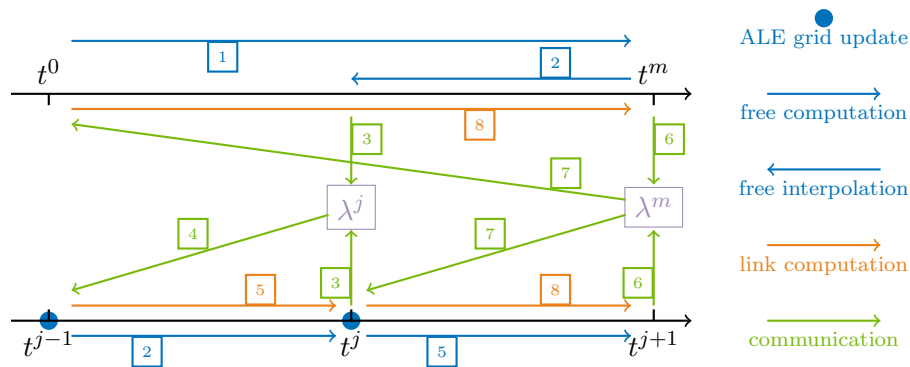 ALE grid update
1
2
t^0 t^m
free computation
8
3 6
7
free interpolation
λ^j λ^m
4 7
link computation
5 3 8 6
t^{j−1} t^j t^{j+1}
2 5
communication